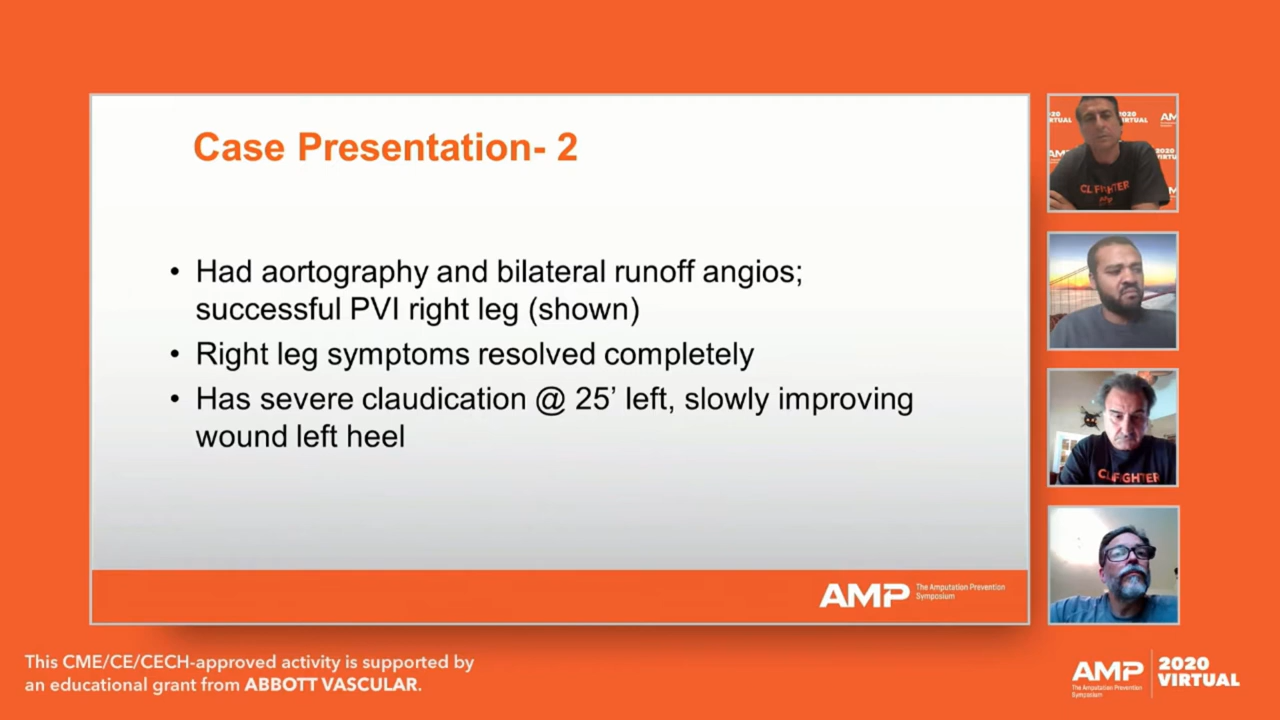 Case Presentation- 2
• Had aortography and bilateral runoff angios;
successful PVI right leg (shown)
• Right leg symptoms resolved completely
• Has severe claudication @ 25’ left, slowly improving
wound left heel
AMP The Amputation Prevention
Symposium
This CME/CE/CECH-approved activity is supported by
an educational grant from ABBOTT VASCULAR.
AMP
The Amputation Prevention
Symposium
2020
VIRTUAL
CLI FIGHTER
CLI FIGHTER